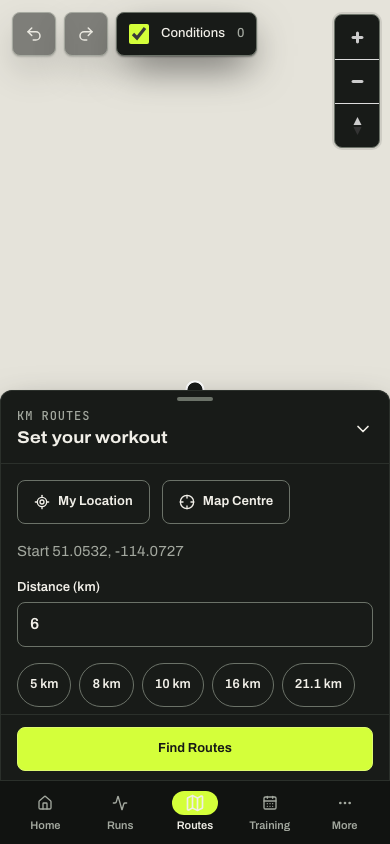 Conditions 0
KM ROUTES
Set your workout
My Location Map Centre
Start 51.0532, -114.0727
Distance (km)
6
5 km 8 km 10 km 16 km 21.1 km
Find Routes
Home Runs Routes Training More